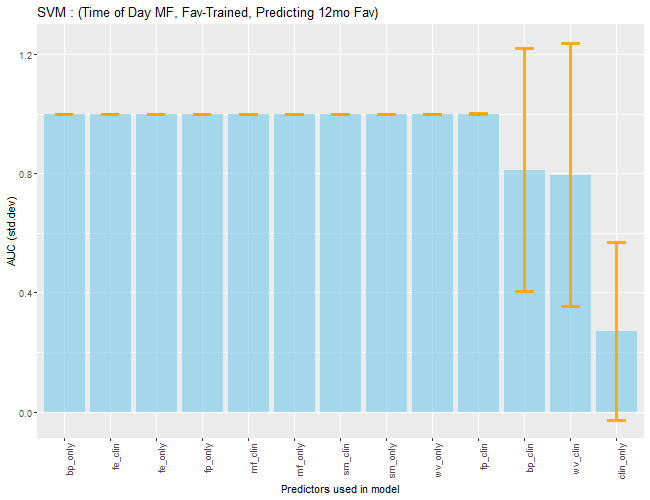 SVM : (Time of Day MF, Fav-Trained, Predicting 12mo Fav)
AUC (std.dev)
1.2
0.8
0.4
0.0
bp_only
fe_clin
fe_only
fp_only
mf_clin
mf_only
sm_clin
sm_only
wv_only
fp_clin
bp_clin
wv_clin
clin_only
Predictors used in model